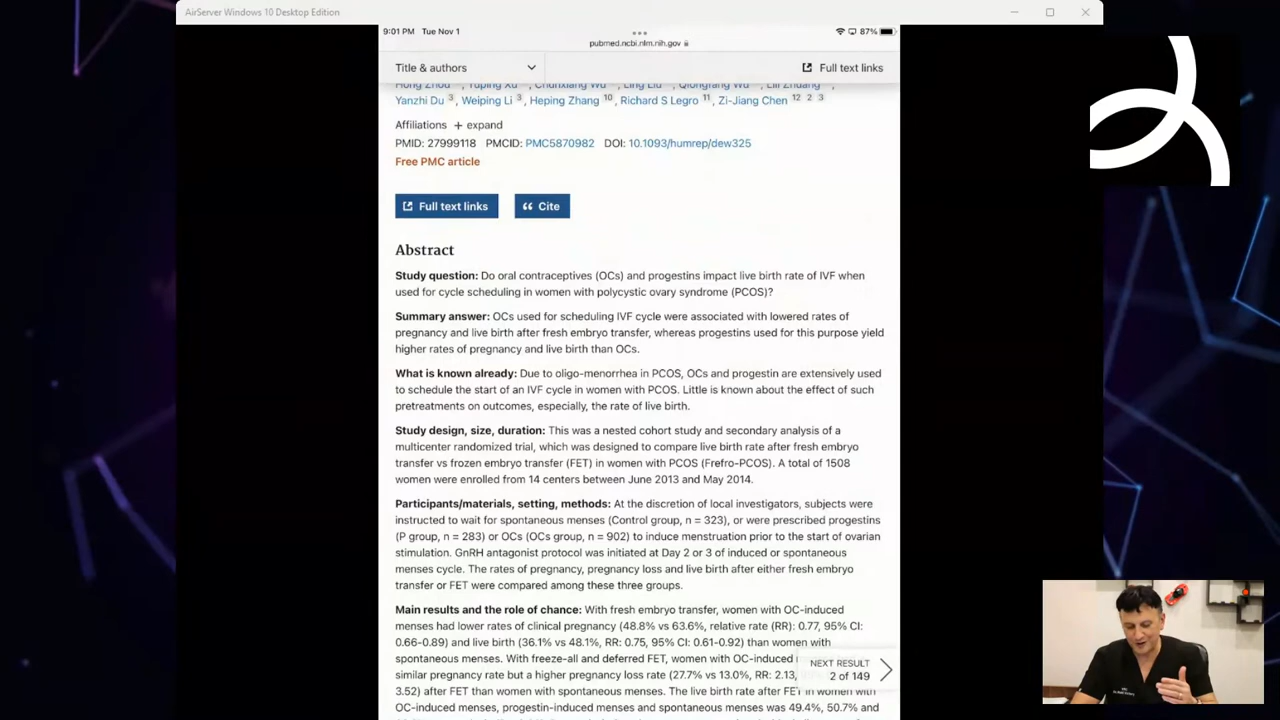 AirServer Windows 10 Desktop Edition
9:01 PM Tue Nov 1
87%
pubmed.ncbi.nlm.nih.gov
Title & authors
Full text links
Hong Zhou , Yuping Xu , Chunxiang Wu , Ling Liu , Qiongfang Wu , Lili Zhuang ,
Yanzhi Du 3 , Weiping Li 3 , Heping Zhang 10 , Richard S Legro 11 , Zi-Jiang Chen 12 2 3
Affiliations + expand
PMID: 27999118 PMCID: PMC5870982 DOI: 10.1093/humrep/dew325
Free PMC article
Full text links
Cite
Abstract
Study question: Do oral contraceptives (OCs) and progestins impact live birth rate of IVF when
used for cycle scheduling in women with polycystic ovary syndrome (PCOS)?
Summary answer: OCs used for scheduling IVF cycle were associated with lowered rates of
pregnancy and live birth after fresh embryo transfer, whereas progestins used for this purpose yield
higher rates of pregnancy and live birth than OCs.
What is known already: Due to oligo-menorrhea in PCOS, OCs and progestin are extensively used
to schedule the start of an IVF cycle in women with PCOS. Little is known about the effect of such
pretreatments on outcomes, especially, the rate of live birth.
Study design, size, duration: This was a nested cohort study and secondary analysis of a
multicenter randomized trial, which was designed to compare live birth rate after fresh embryo
transfer vs frozen embryo transfer (FET) in women with PCOS (Frefro-PCOS). A total of 1508
women were enrolled from 14 centers between June 2013 and May 2014.
Participants/materials, setting, methods: At the discretion of local investigators, subjects were
instructed to wait for spontaneous menses (Control group, n = 323), or were prescribed progestins
(P group, n = 283) or OCs (OCs group, n = 902) to induce menstruation prior to the start of ovarian
stimulation. GnRH antagonist protocol was initiated at Day 2 or 3 of induced or spontaneous
menses cycle. The rates of pregnancy, pregnancy loss and live birth after either fresh embryo
transfer or FET were compared among these three groups.
Main results and the role of chance: With fresh embryo transfer, women with OC-induced
menses had lower rates of clinical pregnancy (48.8% vs 63.6%, relative rate (RR): 0.77, 95% CI:
0.66-0.89) and live birth (36.1% vs 48.1%, RR: 0.75, 95% CI: 0.61-0.92) than women with
spontaneous menses. With freeze-all and deferred FET, women with OC-induced
similar pregnancy rate but a higher pregnancy loss rate (27.7% vs 13.0%, RR: 2.13,
3.52) after FET than women with spontaneous menses. The live birth rate after FET in women with
OC-induced menses, progestin-induced menses and spontaneous menses was 49.4%, 50.7% and
NEXT RESULT
2 of 149